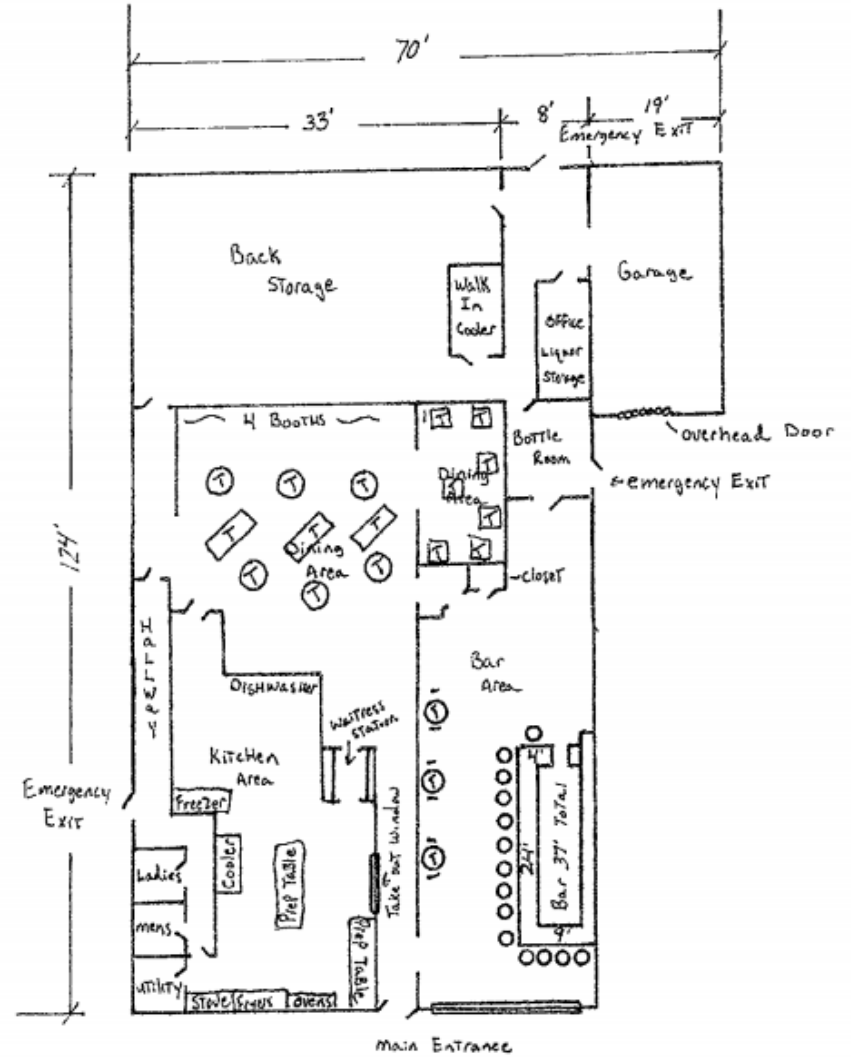 70'
33'
8'
19'
Emergency Exit
Back
Storage
Walk
In
Cooler
Garage
office
Liquor
Storage
overhead Door
4 Booths
T
T
Bottle
Room
T
T
T
T
Dining
Area
T
emergency Exit
124'
T
T
T
T
Dining
Area
T
T
T
T
T
closet
HALLWAY
Bar
Area
Dishwasher
Waitress
Station
T
Kitchen
Area
T
4'
Emergency
Exit
Freezer
Take out Window
24'
Bar 37' Total
Ladies
Cooler
Prep Table
T
mens
9'
Prep Table
utility
Stove
Fryers
ovens
main Entrance